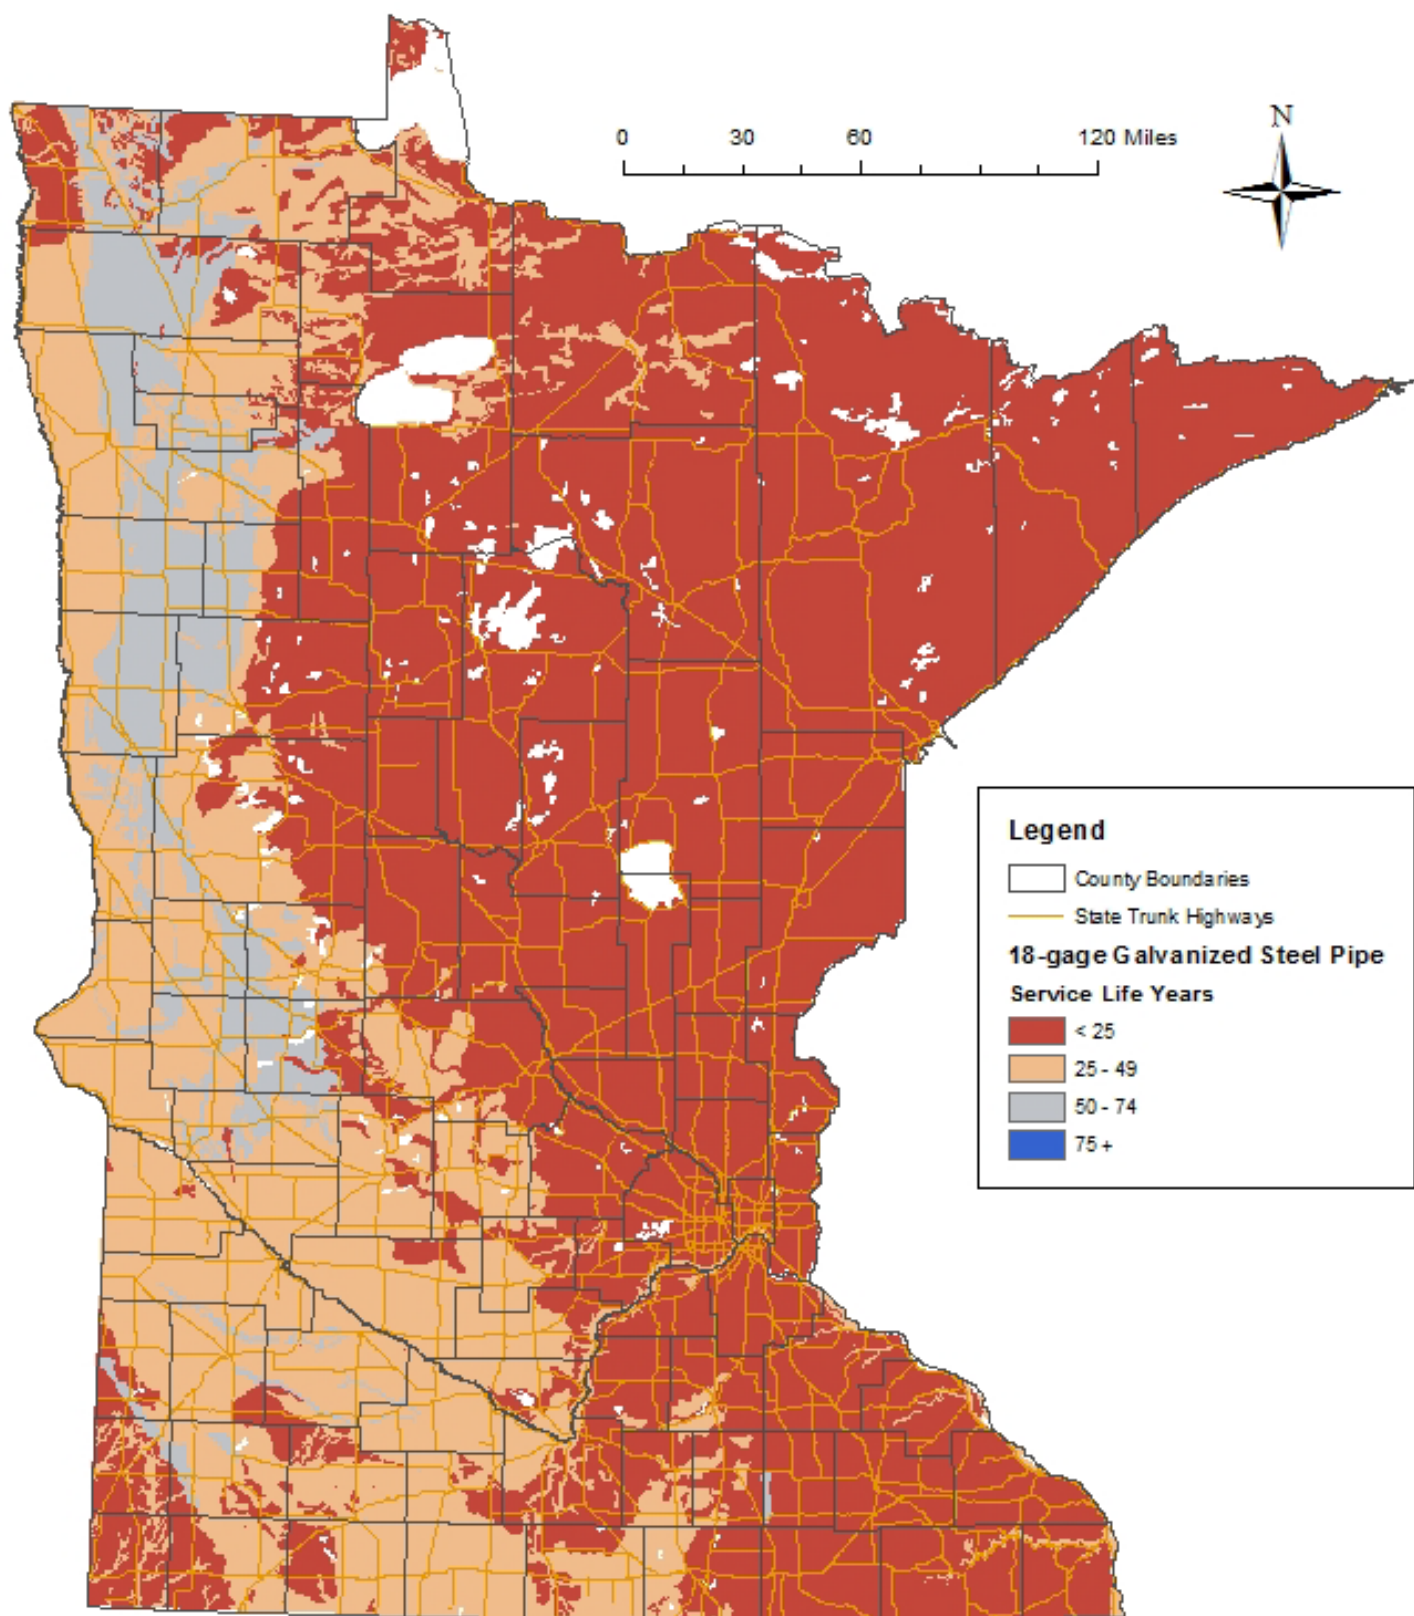 N
0 30 60 120 Miles
Legend
County Boundaries
State Trunk Highways
18-gage Galvanized Steel Pipe
Service Life Years
< 25
25 - 49
50 - 74
75 +